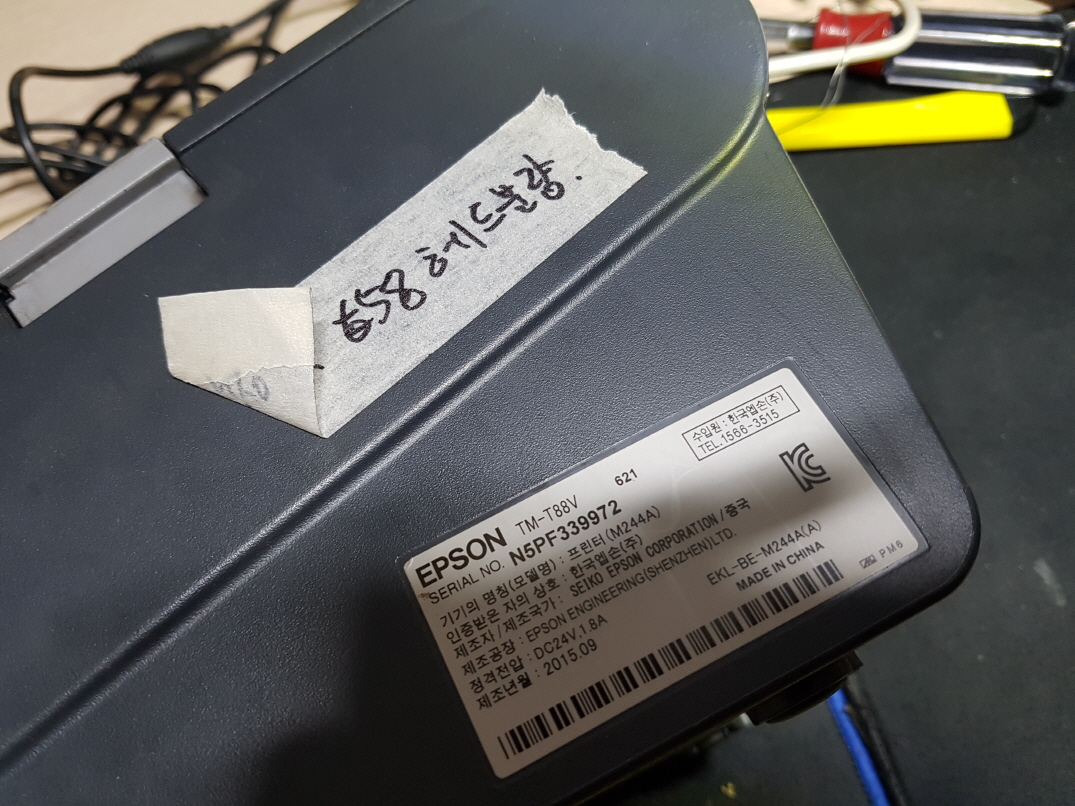 658 헤드불량.
EPSON TM-T88V 621
SERIAL NO. N5PF339972
수입원 : 한국엡손(주)
TEL.1566-3515
기기의 명칭(모델명) : 프린터(M244A)
인증받은 자의 상호 : 한국엡손(주)
제조자 / 제조국가 : SEIKO EPSON CORPORATION / 중국
제조공장 : EPSON ENGINEERING(SHENZHEN)LTD.
정격전압 : DC24V,1.8A
제조년월 : 2015.09
EKL-BE-M244A(A)
MADE IN CHINA
PM6